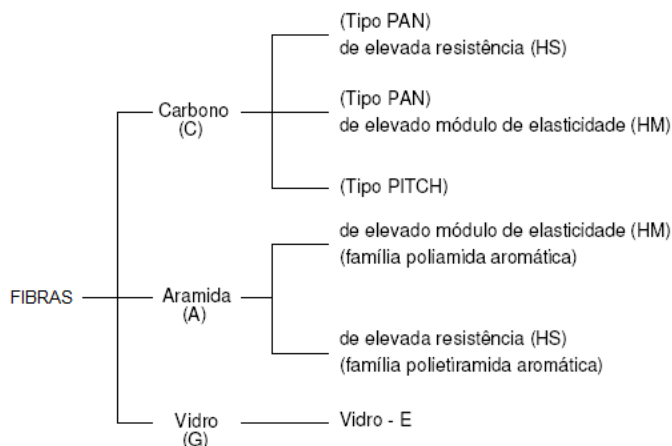 (Tipo PAN)
de elevada resistência (HS)
Carbono
(C)
(Tipo PAN)
de elevado módulo de elasticidade (HM)
(Tipo PITCH)
FIBRAS
Aramida
(A)
de elevado módulo de elasticidade (HM)
(família poliamida aromática)
de elevada resistência (HS)
(família polietiramida aromática)
Vidro
(G)
Vidro - E